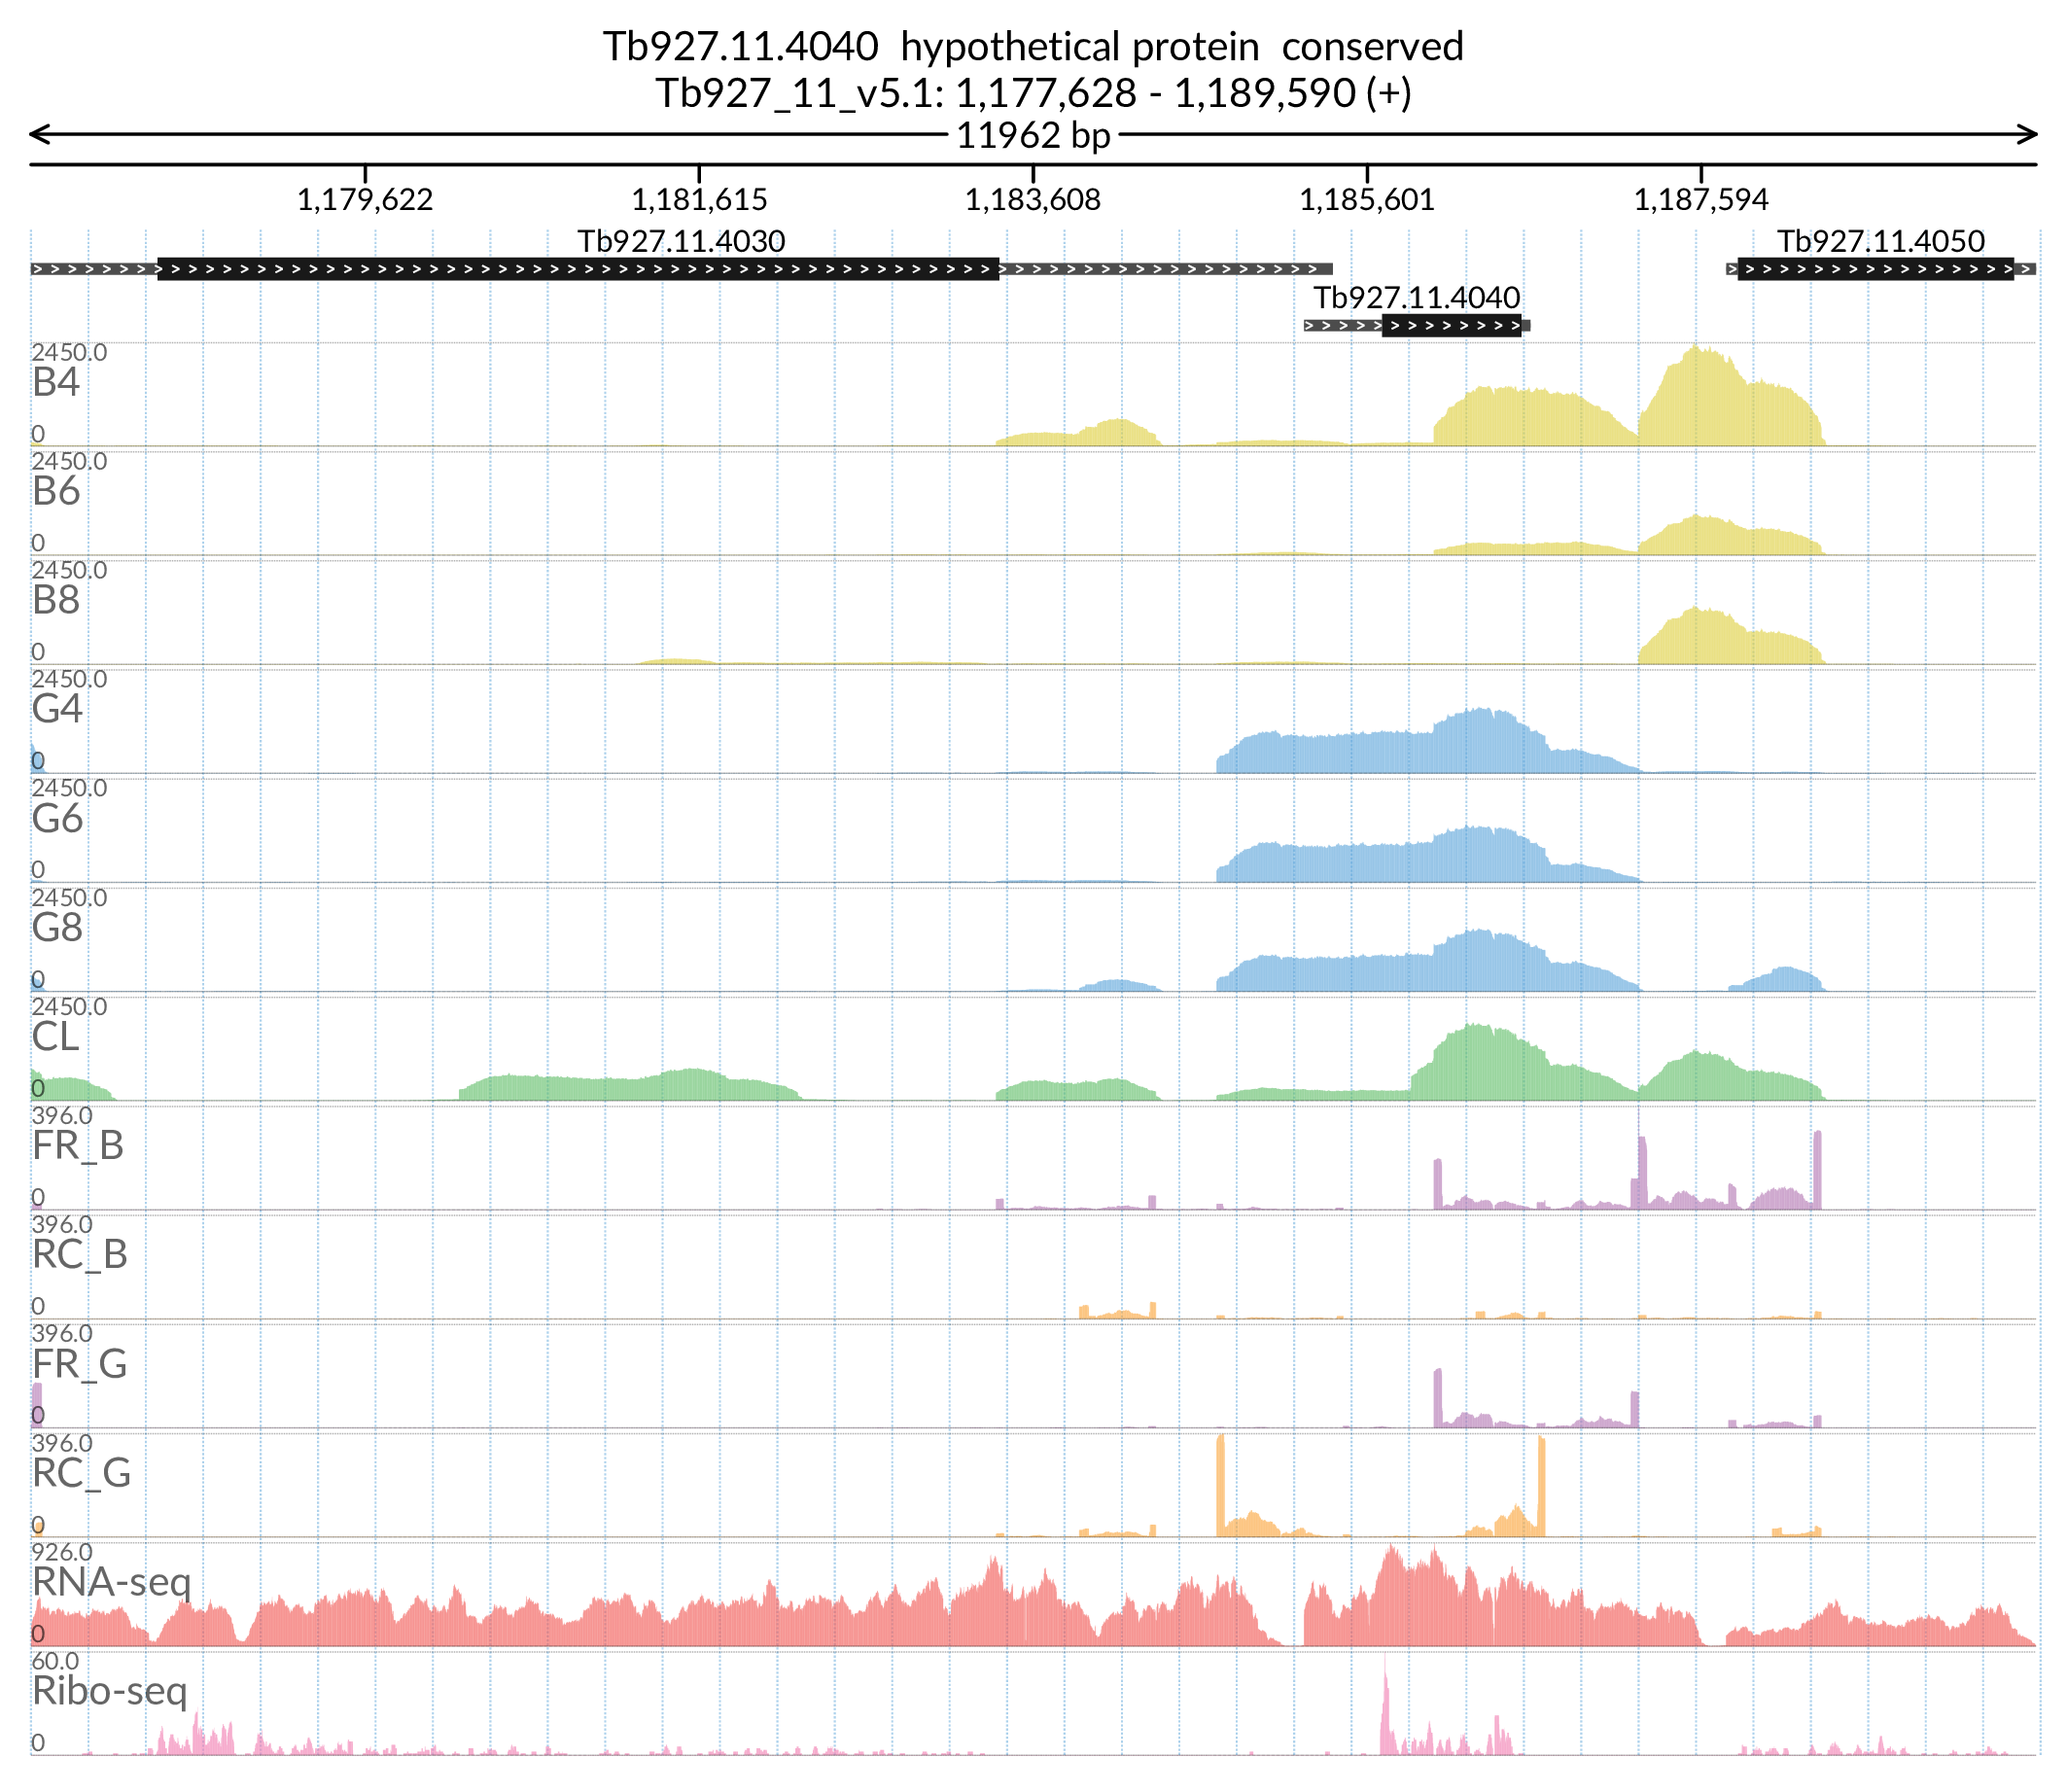 Tb927.11.4040 hypothetical protein conserved
Tb927_11_v5.1: 1,177,628 - 1,189,590 (+)
11962 bp
1,179,622 1,181,615 1,183,608 1,185,601 1,187,594
Tb927.11.4030 Tb927.11.4050
Tb927.11.4040
2450.0
B4
0
2450.0
B6
0
2450.0
B8
0
2450.0
G4
0
2450.0
G6
0
2450.0
G8
0
2450.0
CL
0
396.0
FR_B
0
396.0
RC_B
0
396.0
FR_G
0
396.0
RC_G
0
926.0
RNA-seq
0
60.0
Ribo-seq
0